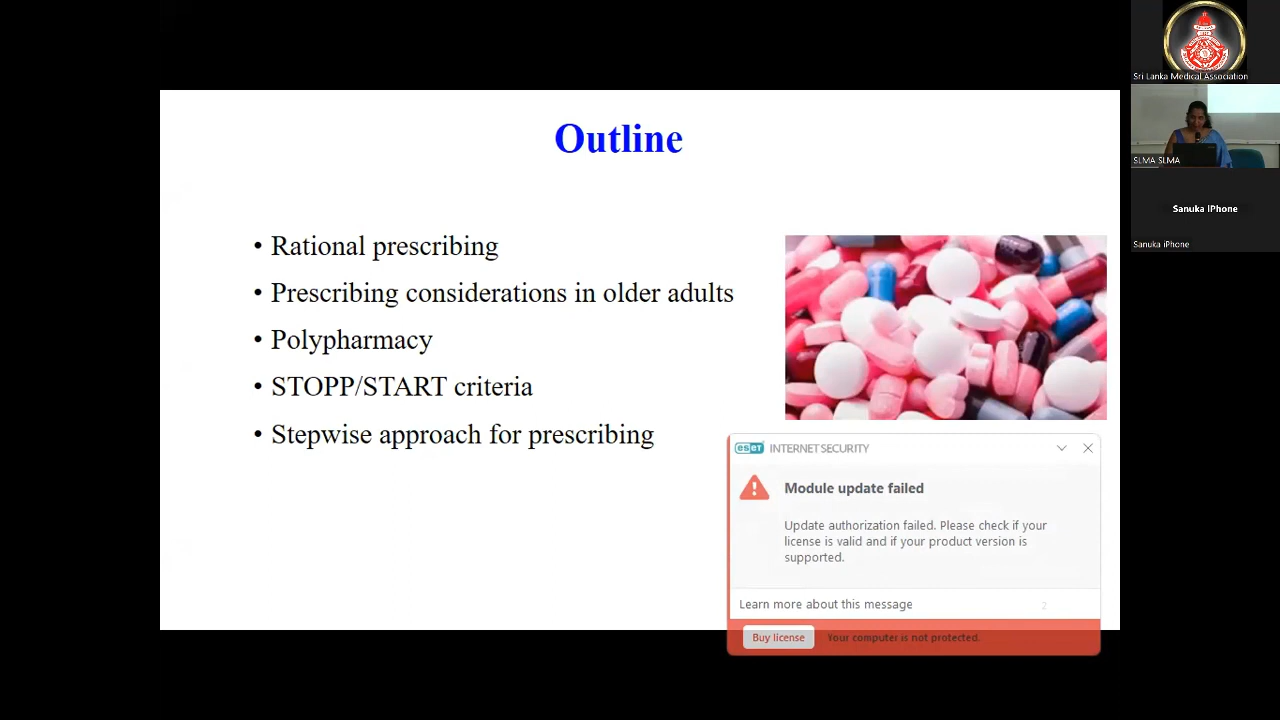 Outline
• Rational prescribing
• Prescribing considerations in older adults
• Polypharmacy
• STOPP/START criteria
• Stepwise approach for prescribing
eseT INTERNET SECURITY
Module update failed
Update authorization failed. Please check if your
license is valid and if your product version is
supported.
Learn more about this message
2
Buy license
Your computer is not protected.
Sri Lanka Medical Association
SLMA SLMA
Sanuka IPhone
Sanuka iPhone